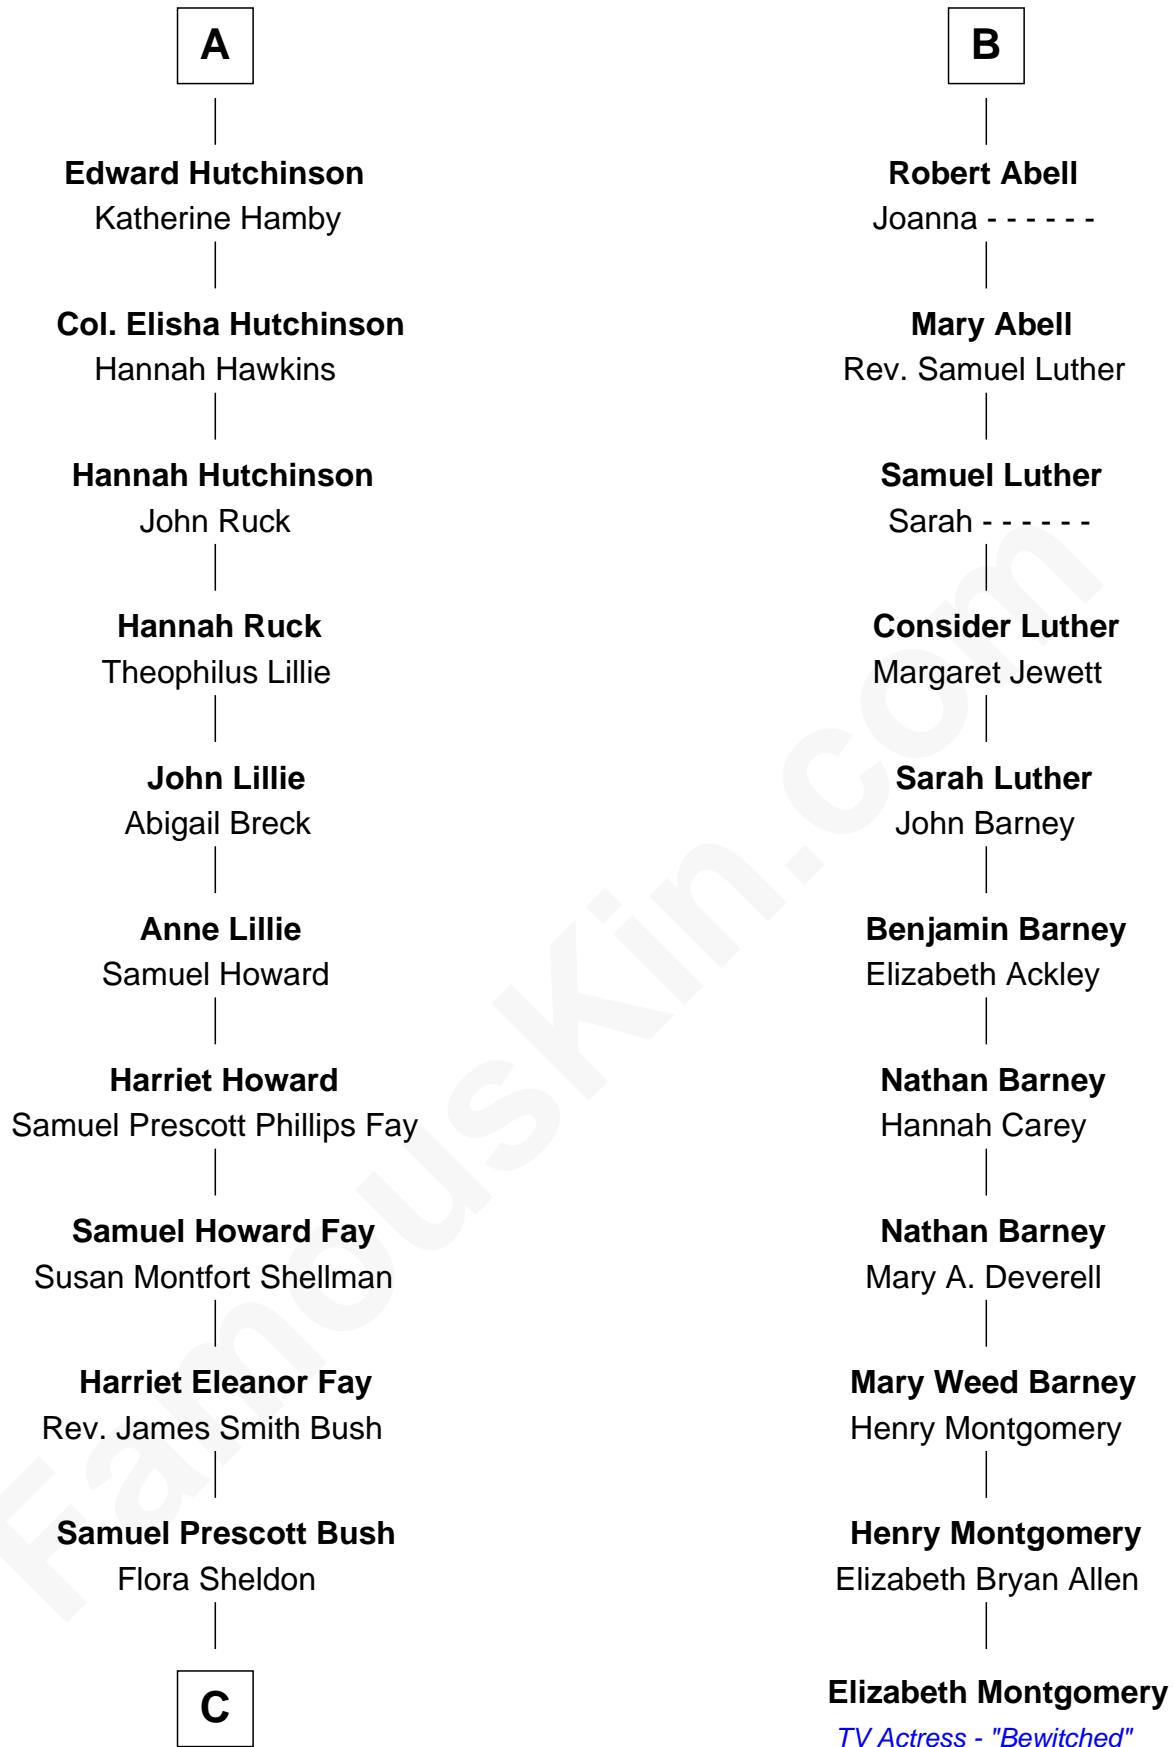 A
Edward Hutchinson
Katherine Hamby
Col. Elisha Hutchinson
Hannah Hawkins
Hannah Hutchinson
John Ruck
Hannah Ruck
Theophilus Lillie
John Lillie
Abigail Breck
Anne Lillie
Samuel Howard
Harriet Howard
Samuel Prescott Phillips Fay
Samuel Howard Fay
Susan Montfort Shellman
Harriet Eleanor Fay
Rev. James Smith Bush
Samuel Prescott Bush
Flora Sheldon
C
B
Robert Abell
Joanna - - - - - -
Mary Abell
Rev. Samuel Luther
Samuel Luther
Sarah - - - - - -
Consider Luther
Margaret Jewett
Sarah Luther
John Barney
Benjamin Barney
Elizabeth Ackley
Nathan Barney
Hannah Carey
Nathan Barney
Mary A. Deverell
Mary Weed Barney
Henry Montgomery
Henry Montgomery
Elizabeth Bryan Allen
Elizabeth Montgomery
TV Actress - "Bewitched"
FamousKin.com